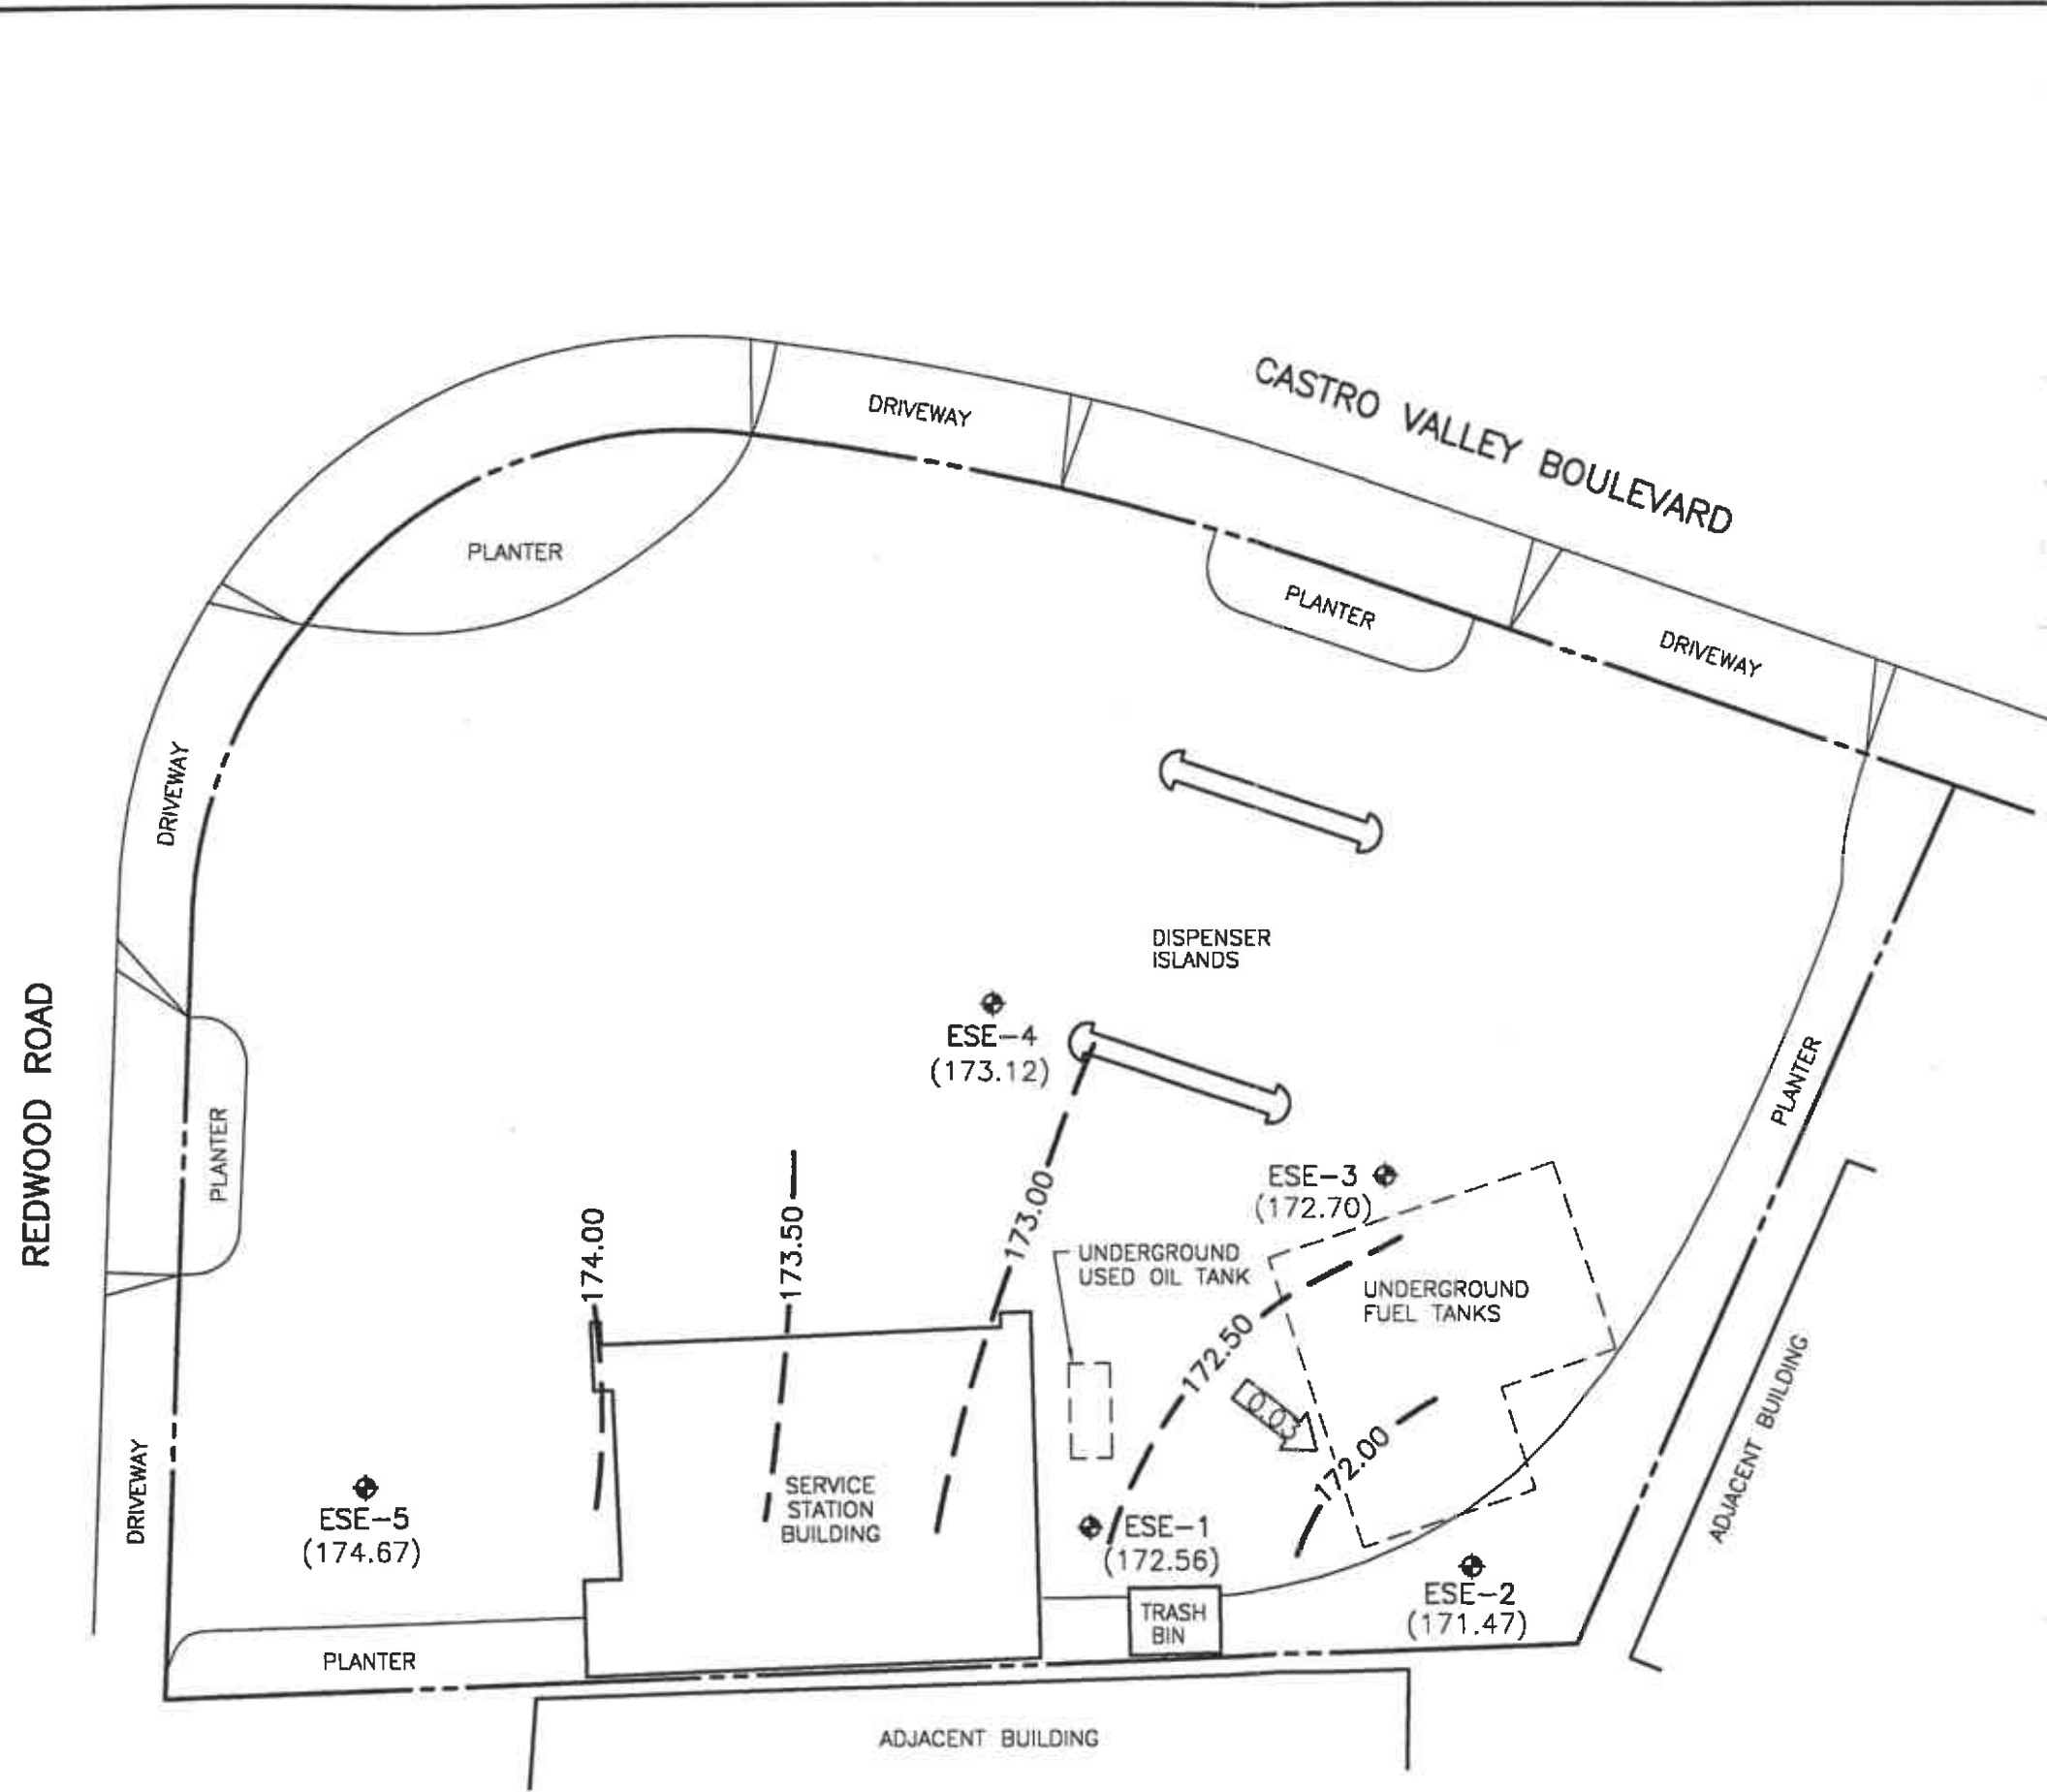 CASTRO VALLEY BOULEVARD
DRIVEWAY
PLANTER
PLANTER
DRIVEWAY
DRIVEWAY
DISPENSER
ISLANDS
REDWOOD ROAD
PLANTER
ESE-4
(173.12)
PLANTER
ESE-3
(172.70)
174.00
173.50
173.00
UNDERGROUND
USED OIL TANK
UNDERGROUND
FUEL TANKS
172.50
0.03
172.00
ADJACENT BUILDING
DRIVEWAY
ESE-5
(174.67)
SERVICE
STATION
BUILDING
ESE-1
(172.56)
ESE-2
(171.47)
TRASH
BIN
PLANTER
ADJACENT BUILDING